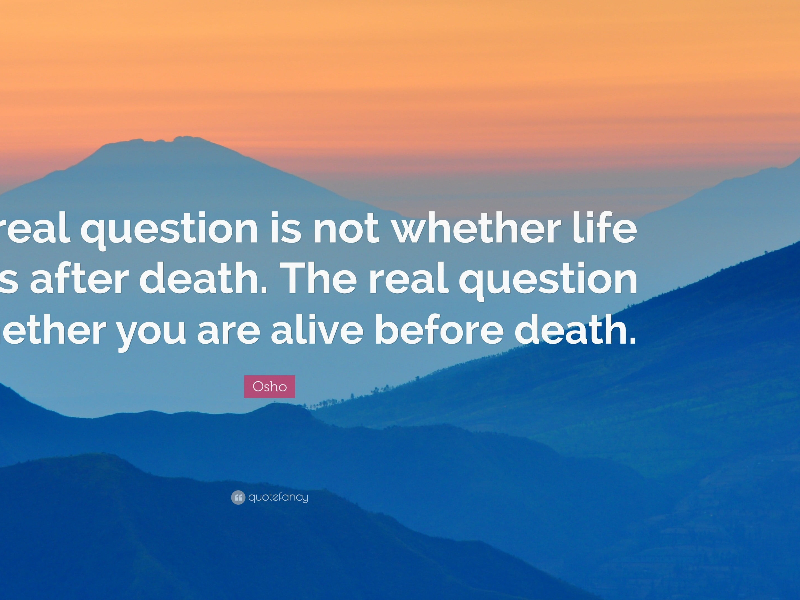 real question is not whether life
s after death. The real question
ether you are alive before death.
Osho
quotefancy